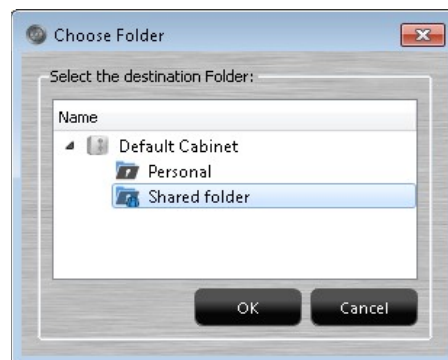 Choose Folder
Select the destination Folder:
Name
Default Cabinet
Personal
Shared folder
OK Cancel